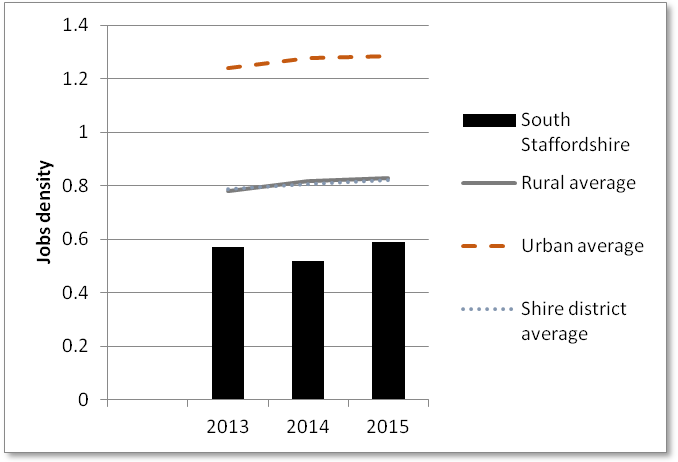 1.4
1.2
1
0.8
0.6
0.4
0.2
0
Jobs density
2013 2014 2015
South
Staffordshire
Rural average
Urban average
Shire district
average